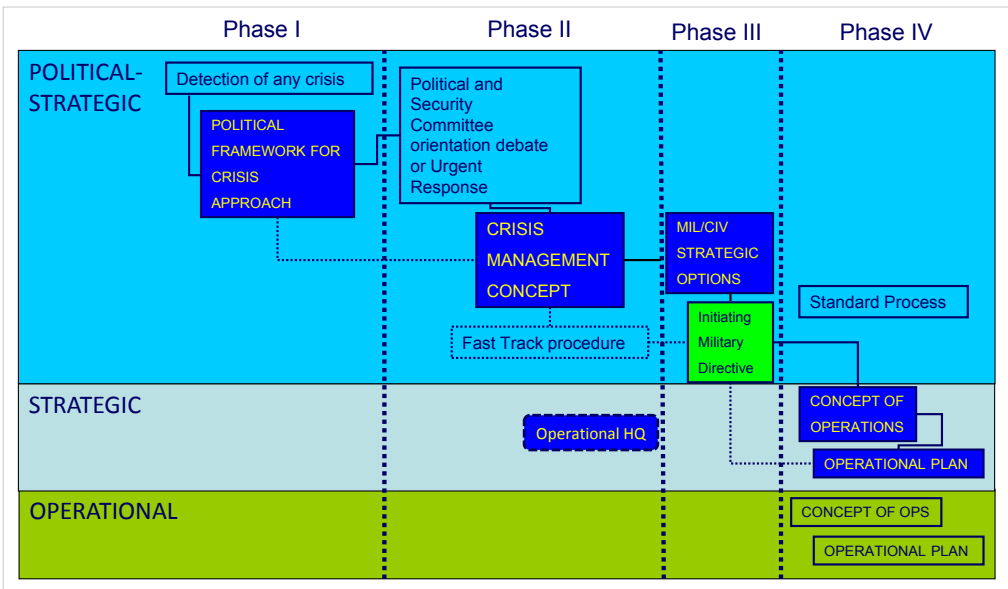 Phase I
Phase II
Phase III
Phase IV
POLITICAL-
STRATEGIC
Detection of any crisis
POLITICAL
FRAMEWORK FOR
CRISIS
APPROACH
Political and
Security
Committee
orientation debate
or Urgent
Response
CRISIS
MANAGEMENT
CONCEPT
MIL/CIV
STRATEGIC
OPTIONS
Standard Process
Fast Track procedure
Initiating
Military
Directive
STRATEGIC
CONCEPT OF
OPERATIONS
Operational HQ
OPERATIONAL PLAN
OPERATIONAL
CONCEPT OF OPS
OPERATIONAL PLAN